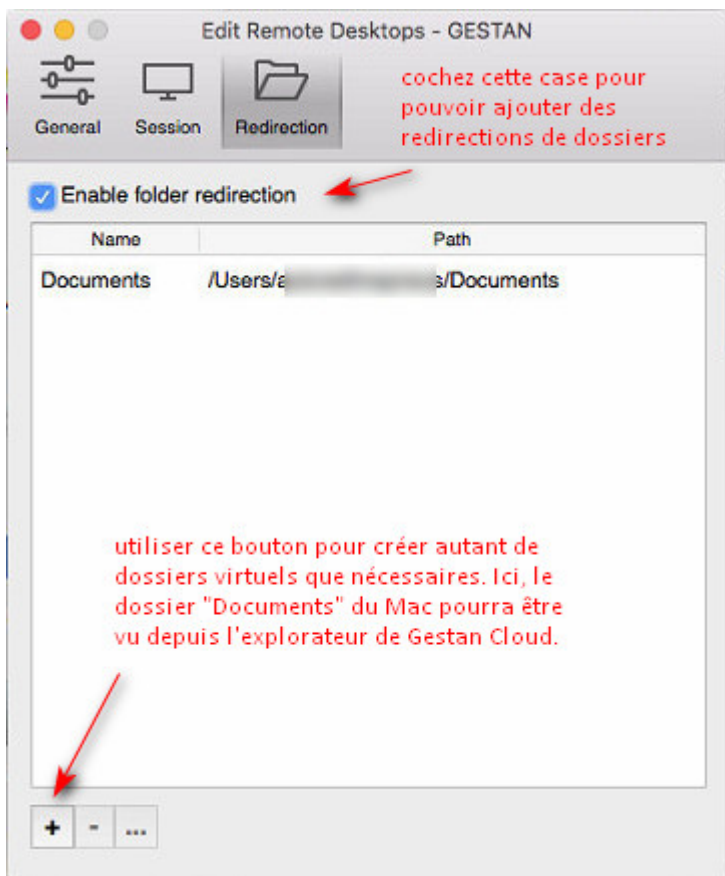 Edit Remote Desktops - GESTAN
General
Session
Redirection
cochez cette case pour
pouvoir ajouter des
redirections de dossiers
Enable folder redirection
Name
Path
Documents /Users/a s/Documents
utiliser ce bouton pour créer autant de
dossiers virtuels que nécessaires. Ici, le
dossier "Documents" du Mac pourra être
vu depuis l'explorateur de Gestan Cloud.
+ - ...